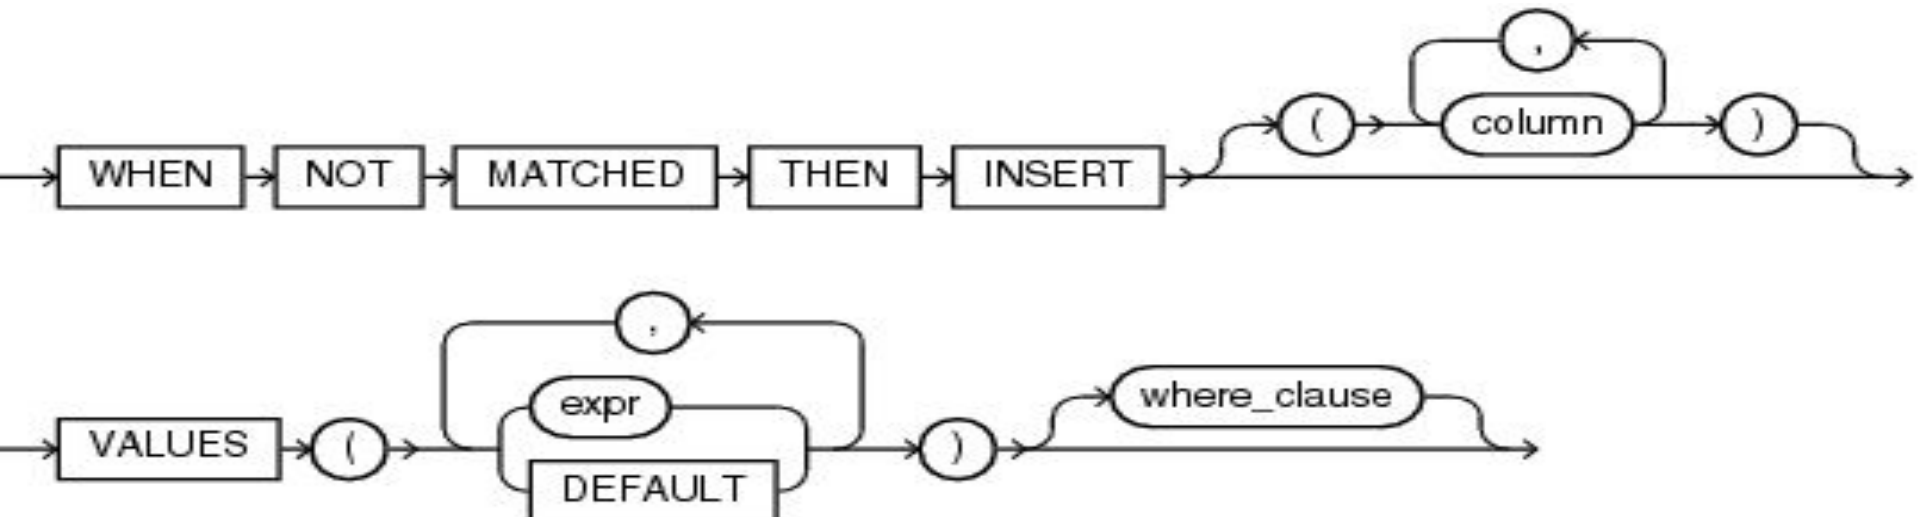 ,
( column )
WHEN NOT MATCHED THEN INSERT
,
expr
where_clause
VALUES ( )
DEFAULT